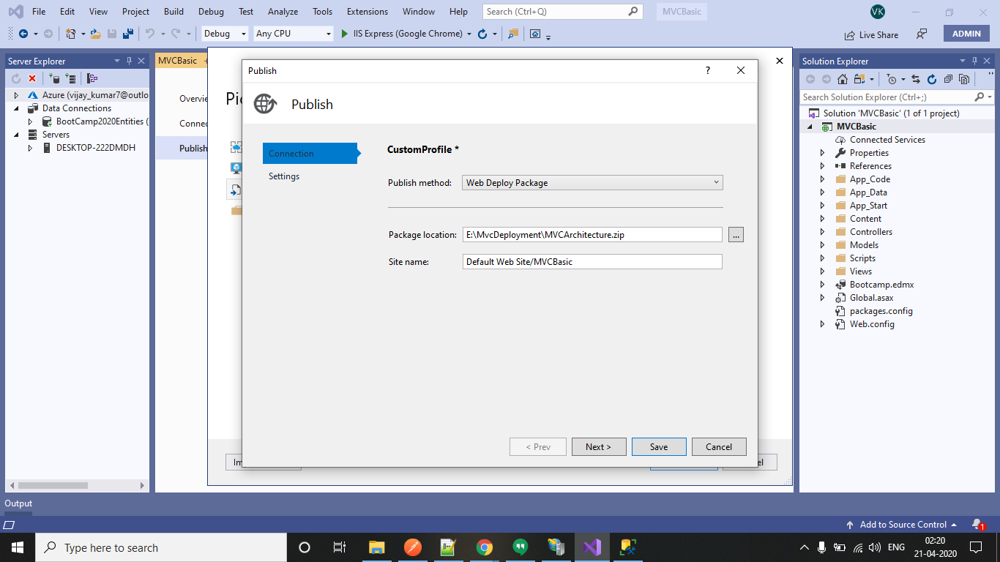 File Edit View Project Build Debug Test Analyze Tools Extensions Window Help Search (Ctrl+Q) MVCBasic VK
Debug Any CPU IIS Express (Google Chrome) Live Share ADMIN
Server Explorer
Azure (vijay_kumar7@outlo
Data Connections
BootCamp2020Entities (
Servers
DESKTOP-222DMDH
MVCBasic
Overvie
Connec
Publish
Publish ?
Publish
Connection
Settings
CustomProfile *
Publish method: Web Deploy Package
Package location: E:\MvcDeployment\MVCArchitecture.zip ...
Site name: Default Web Site/MVCBasic
< Prev Next > Save Cancel
Solution Explorer
Search Solution Explorer (Ctrl+;)
Solution 'MVCBasic' (1 of 1 project)
MVCBasic
Connected Services
Properties
References
App_Code
App_Data
App_Start
Content
Controllers
Models
Scripts
Views
Bootcamp.edmx
Global.asax
packages.config
Web.config
Output
Add to Source Control 1
Type here to search
ENG
02:20
21-04-2020